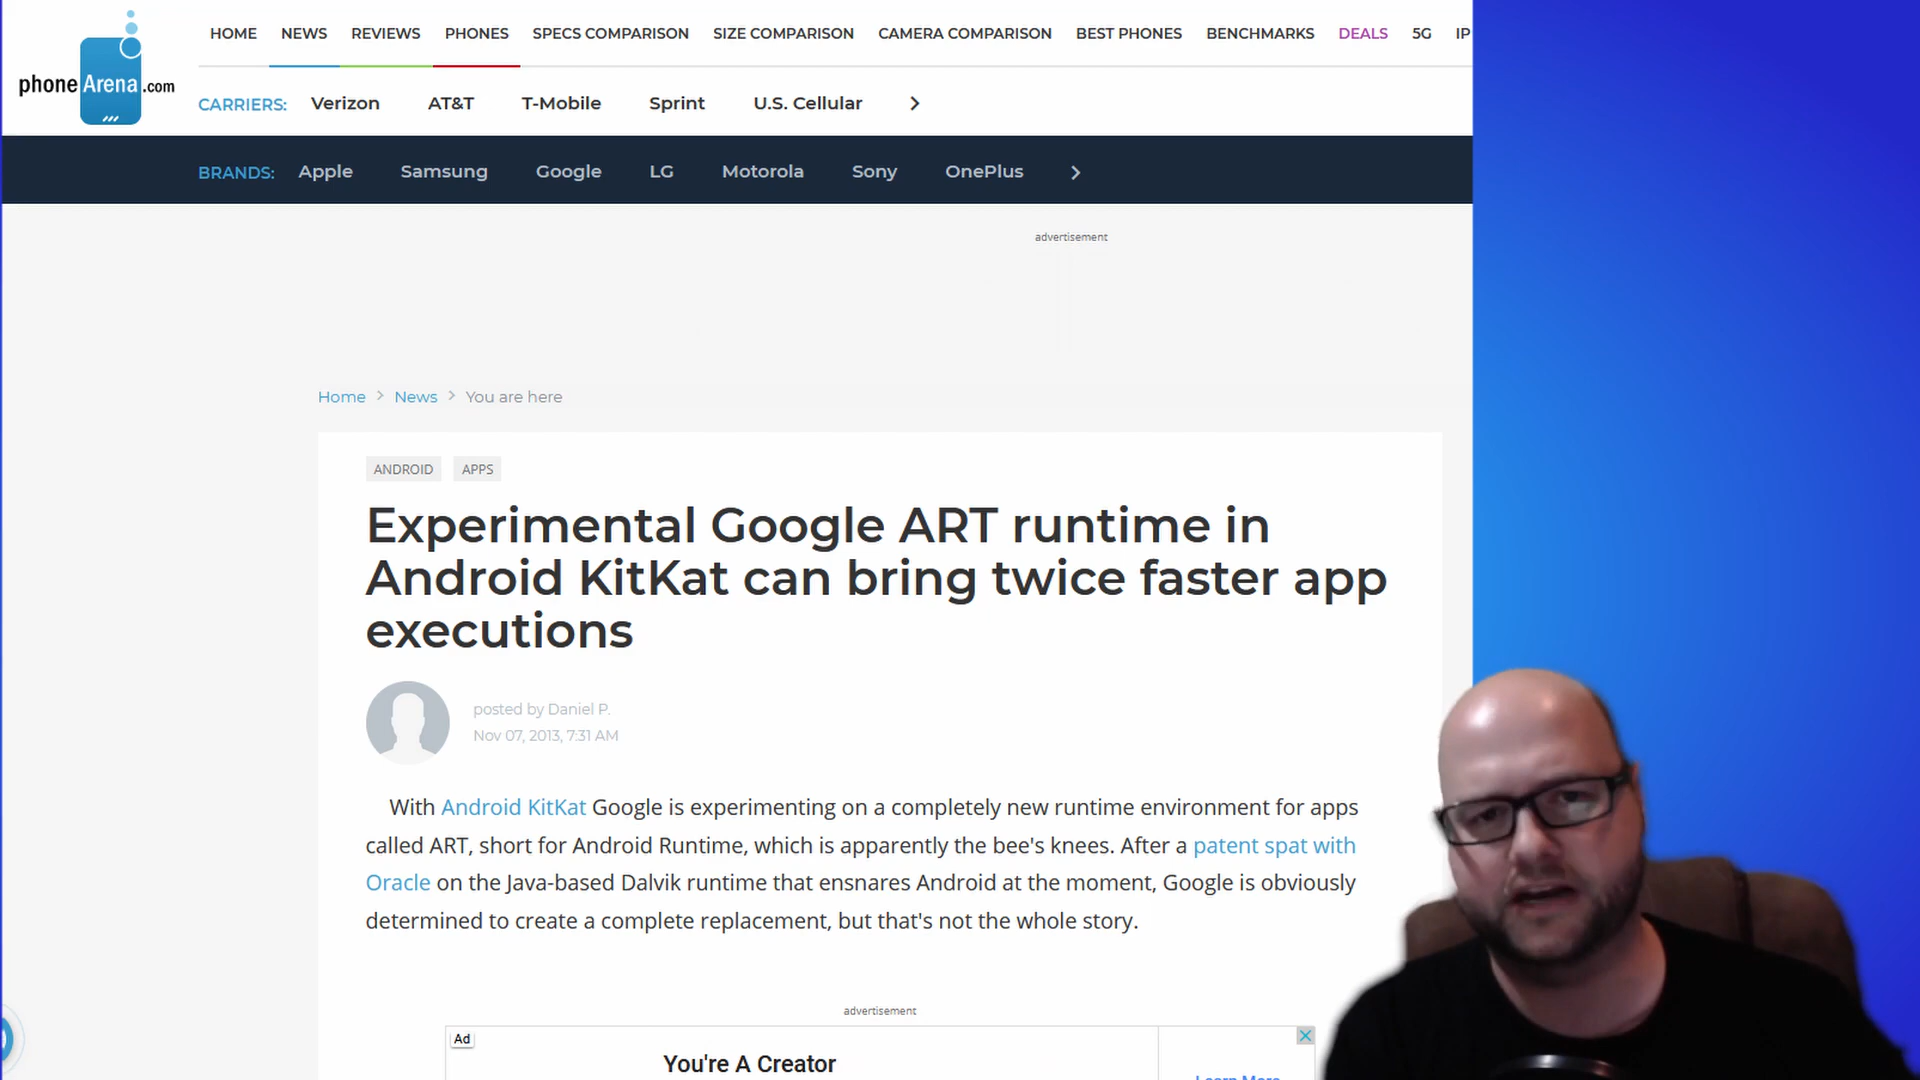 HOME NEWS REVIEWS PHONES SPECS COMPARISON SIZE COMPARISON CAMERA COMPARISON BEST PHONES BENCHMARKS DEALS 5G IP
phoneArena.com
CARRIERS: Verizon AT&T T-Mobile Sprint U.S. Cellular
BRANDS: Apple Samsung Google LG Motorola Sony OnePlus
advertisement
Home > News > You are here
ANDROID APPS
Experimental Google ART runtime in
Android KitKat can bring twice faster app
executions
posted by Daniel P.
Nov 07, 2013, 7:31 AM
With Android KitKat Google is experimenting on a completely new runtime environment for apps
called ART, short for Android Runtime, which is apparently the bee's knees. After a patent spat with
Oracle on the Java-based Dalvik runtime that ensnares Android at the moment, Google is obviously
determined to create a complete replacement, but that's not the whole story.
advertisement
Ad
You're A Creator
Learn More